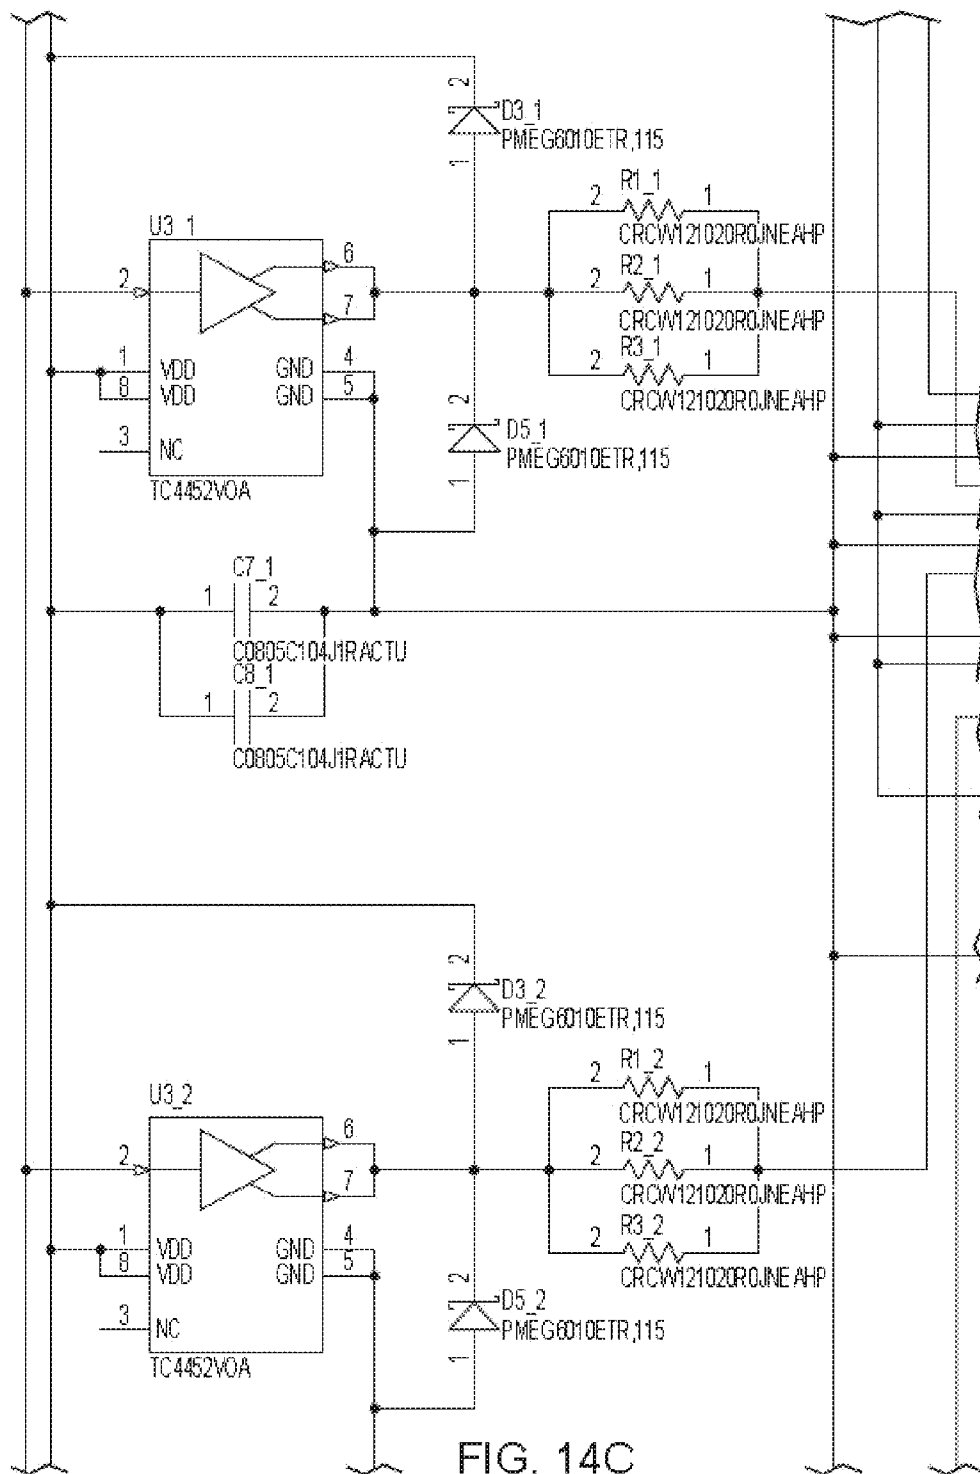 2
D3_1
PMEG6010ETR,115
1
R1_1
2 1
CRCW121020R0JNEAHP
U3_1
6
2
R2_1
2 1
7
CRCW121020R0JNEAHP
R3_1
1 VDD GND 4
2 1
8 VDD GND 5
CRCW121020R0JNEAHP
2
D5_1
3 NC
PMEG6010ETR,115
1
TC4452VOA
C7_1
1 2
C0805C104J1RACTU
C8_1
1 2
C0805C104J1RACTU
2
D3_2
PMEG6010ETR,115
1
R1_2
2 1
U3_2
CRCW121020R0JNEAHP
6
R2_2
2
2 1
7
CRCW121020R0JNEAHP
R3_2
1 VDD GND 4
2 1
8 VDD GND 5
CRCW121020R0JNEAHP
2
D5_2
3 NC
PMEG6010ETR,115
1
TC4452VOA
FIG. 14C